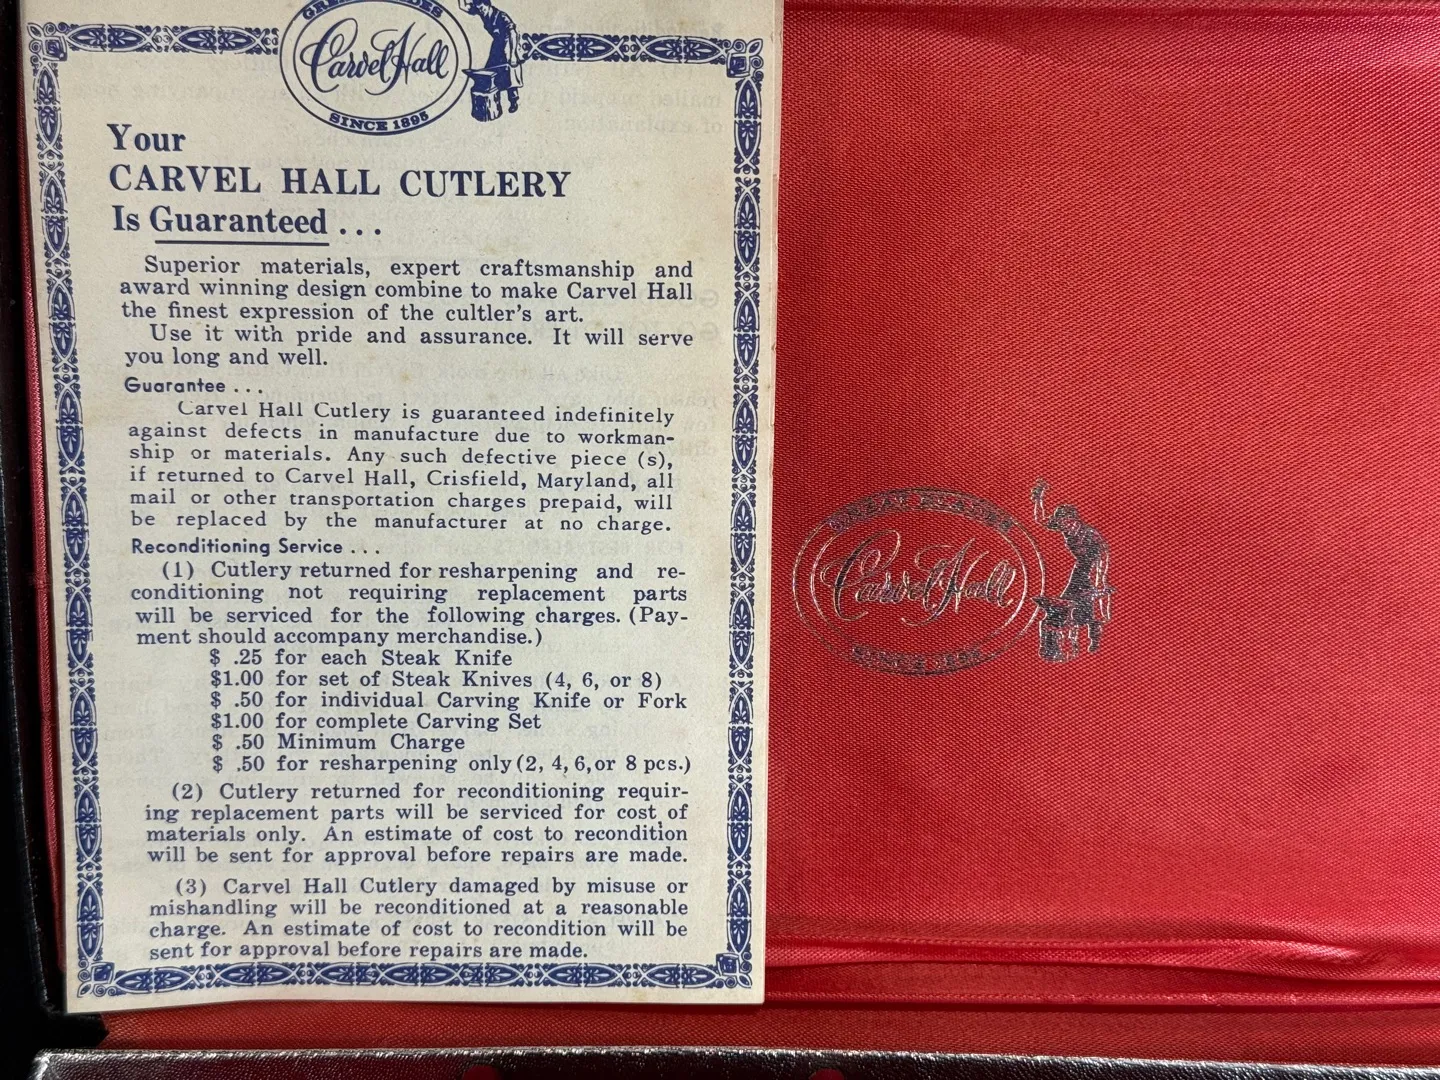 Carvel Hall
SINCE 1895
Your
CARVEL HALL CUTLERY
Is Guaranteed . . .
Superior materials, expert craftsmanship and
award winning design combine to make Carvel Hall
the finest expression of the cultler's art.
Use it with pride and assurance. It will serve
you long and well.
Guarantee . . .
Carvel Hall Cutlery is guaranteed indefinitely
against defects in manufacture due to workman-
ship or materials. Any such defective piece (s),
if returned to Carvel Hall, Crisfield, Maryland, all
mail or other transportation charges prepaid, will
be replaced by the manufacturer at no charge.
Reconditioning Service . . .
(1) Cutlery returned for resharpening and re-
conditioning not requiring replacement parts
will be serviced for the following charges. (Pay-
ment should accompany merchandise.)
$ .25 for each Steak Knife
$1.00 for set of Steak Knives (4, 6, or 8)
$ .50 for individual Carving Knife or Fork
$1.00 for complete Carving Set
$ .50 Minimum Charge
$ .50 for resharpening only (2, 4, 6, or 8 pcs.)
(2) Cutlery returned for reconditioning requir-
ing replacement parts will be serviced for cost of
materials only. An estimate of cost to recondition
will be sent for approval before repairs are made.
(3) Carvel Hall Cutlery damaged by misuse or
mishandling will be reconditioned at a reasonable
charge. An estimate of cost to recondition will be
sent for approval before repairs are made.
Carvel Hall
SINCE 1895